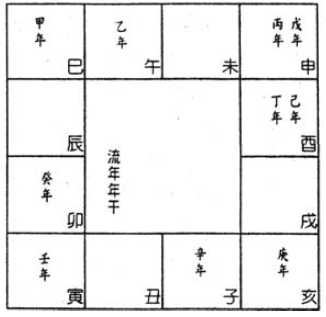 甲年
巳
乙年
午
未
戊年
丙年
申
辰
己年
丁年
酉
流年年干
癸年
卯
戌
壬年
寅
丑
辛年
子
庚年
亥